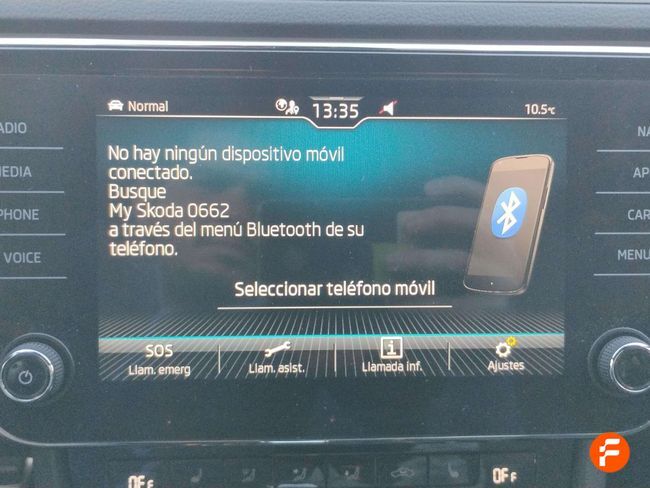 Normal
13:35
10.5°C
ADIO
MEDIA
PHONE
VOICE
No hay ningún dispositivo móvil
conectado.
Busque
My Skoda 0662
a través del menú Bluetooth de su
teléfono.
Seleccionar teléfono móvil
NA
AP
CAR
MENU
SOS
Llam. emerg
Llam. asist.
Llamada inf.
Ajustes
OFF
OFF